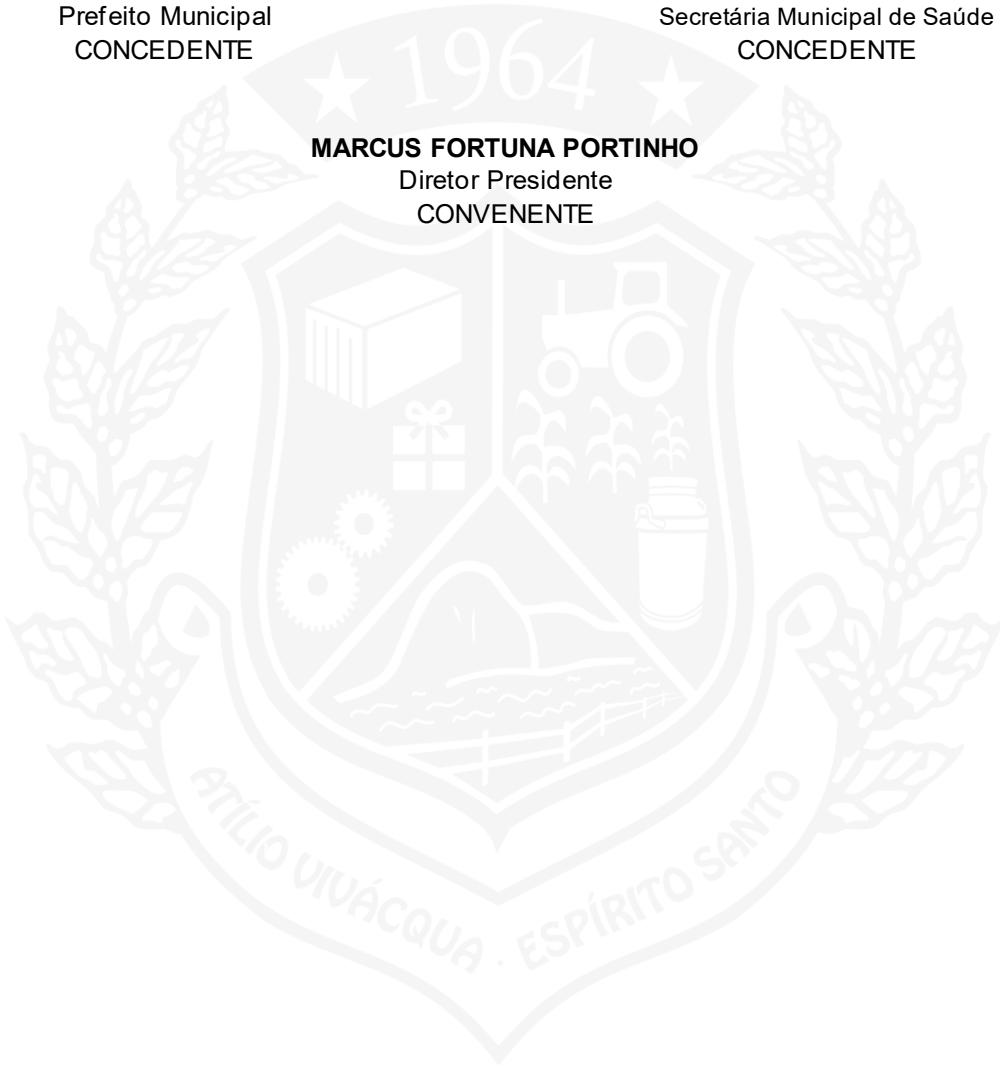 Prefeito Municipal
CONCEDENTE
Secretária Municipal de Saúde
CONCEDENTE
1964
MARCUS FORTUNA PORTINHO
Diretor Presidente
CONVENENTE
ATÍLIO VIVÁCQUA · ESPÍRITO SANTO